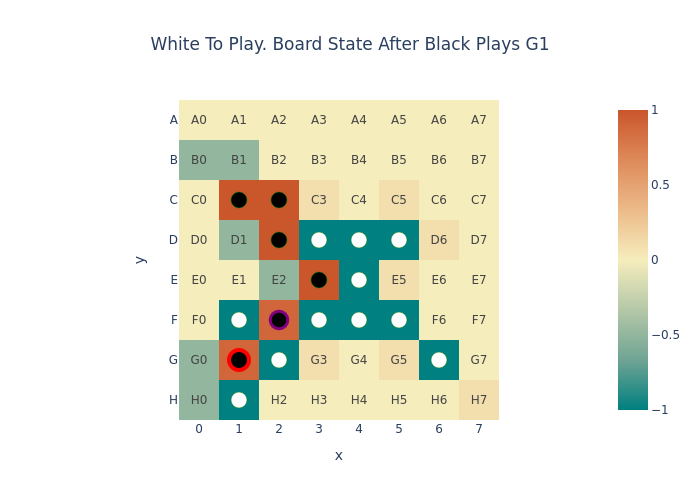 White To Play. Board State After Black Plays G1
A A0 A1 A2 A3 A4 A5 A6 A7
B B0 B1 B2 B3 B4 B5 B6 B7
C C0 C3 C4 C5 C6 C7
D D0 D1 D6 D7
E E0 E1 E2 E5 E6 E7
F F0 F6 F7
G G0 G3 G4 G5 G7
H H0 H2 H3 H4 H5 H6 H7
0 1 2 3 4 5 6 7
x
y
1
0.5
0
−0.5
−1